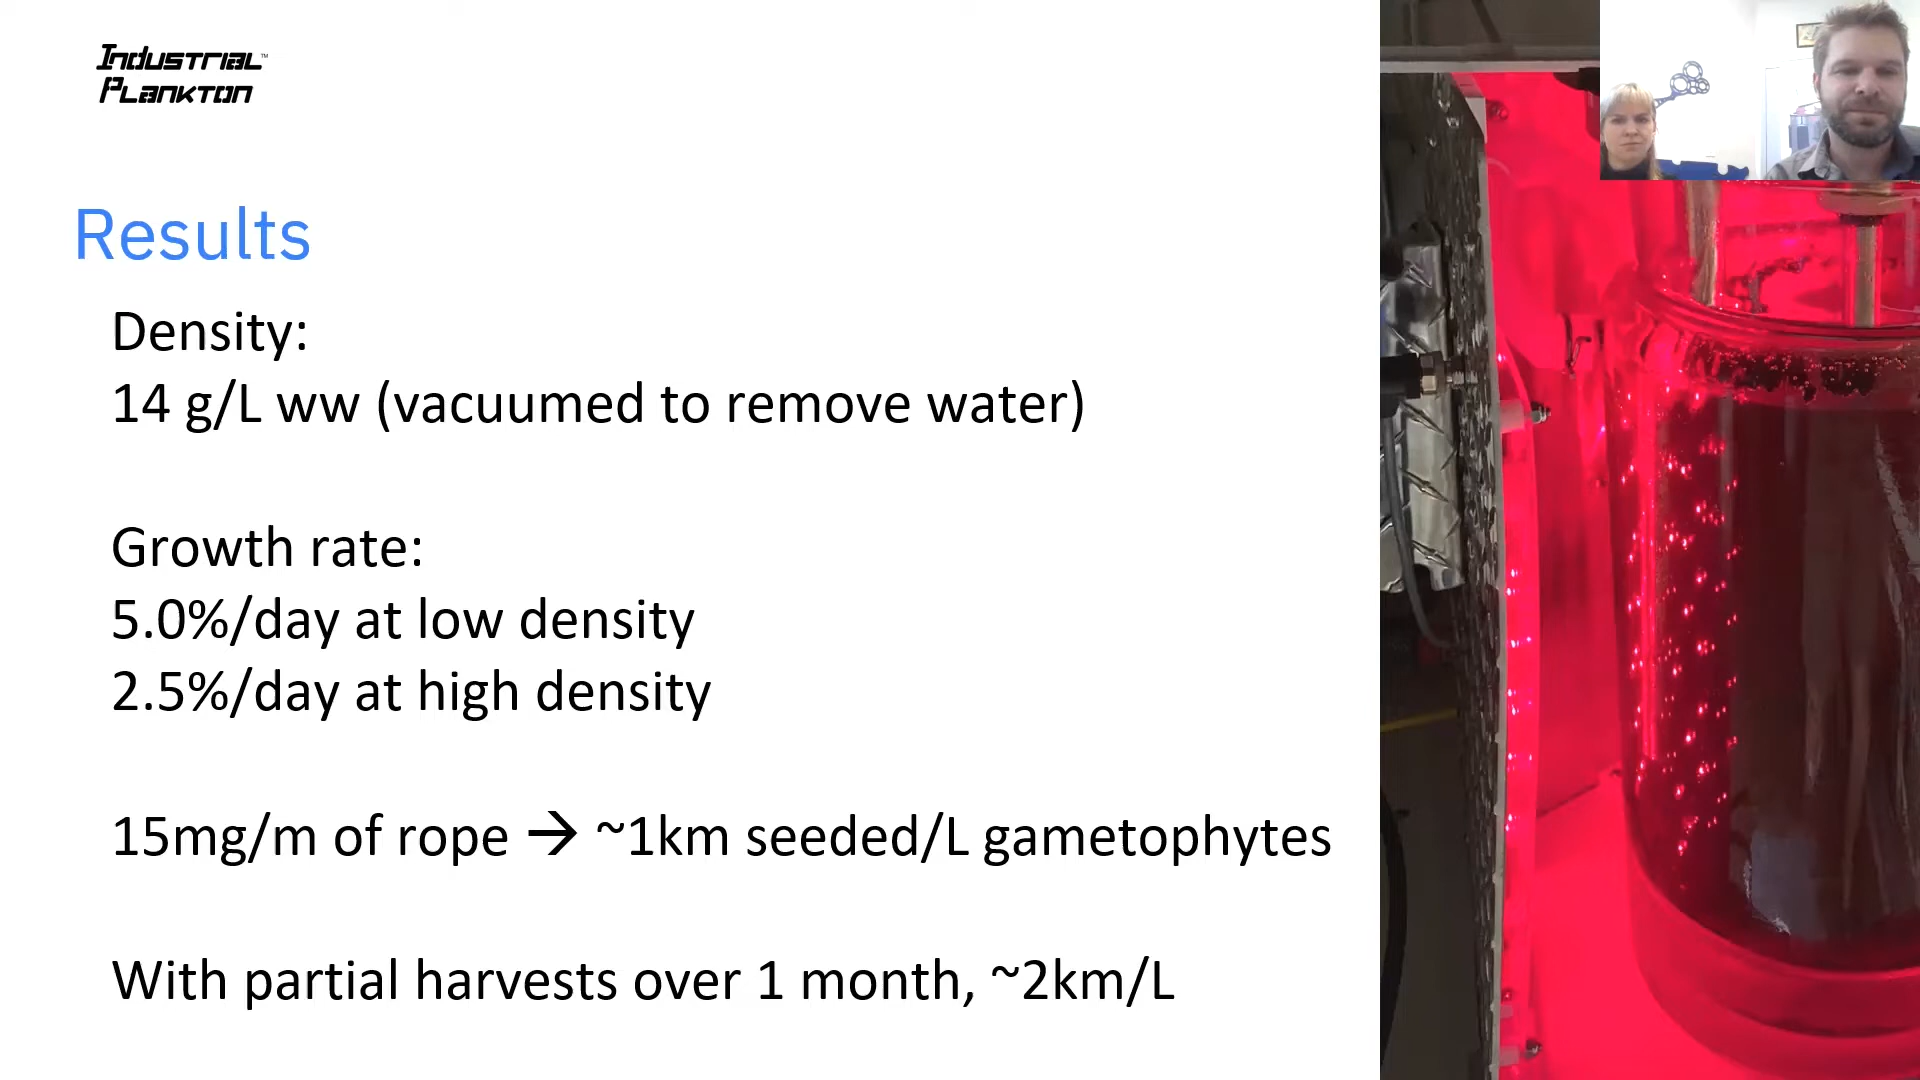 Industrial™
Plankton
Results
Density:
14 g/L ww (vacuumed to remove water)
Growth rate:
5.0%/day at low density
2.5%/day at high density
15mg/m of rope → ~1km seeded/L gametophytes
With partial harvests over 1 month, ~2km/L